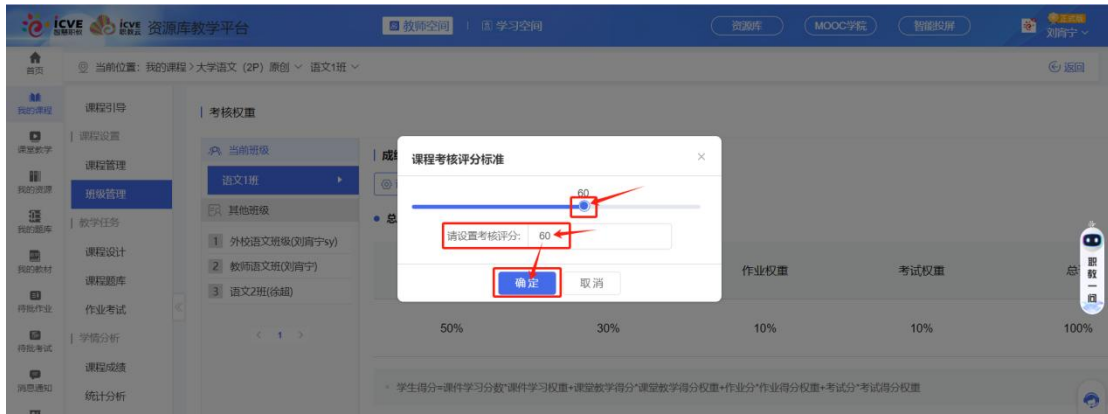 icve 智慧职教 icve 职教云 资源库教学平台 教师空间 学习空间 资源库 MOOC学院 智能投屏 正式版
刘宵宁
首页 当前位置：我的课程>大学语文（2P）原创 语文1班 返回
我的课程 课程引导 考核权重
课堂教学 课程设置 当前班级 课程考核评分标准 ×
课程管理
我的资源 班级管理 语文1班 60
我的题库 教学任务 其他班级 总
1 外校语文班级(刘宵宁sy) 请设置考核评分: 60
我的教材 课程设计 2 教师语文班(刘宵宁) 作业权重 考试权重
课程题库 3 语文2班(徐超) 确定 取消 职教一问
待批作业 作业考试
待批考试 学情分析 < 1 > 50% 30% 10% 10% 100%
课程成绩
消息通知 统计分析 学生得分=课件学习分数*课件学习权重+课堂教学得分*课堂教学得分权重+作业分*作业得分权重+考试分*考试得分权重